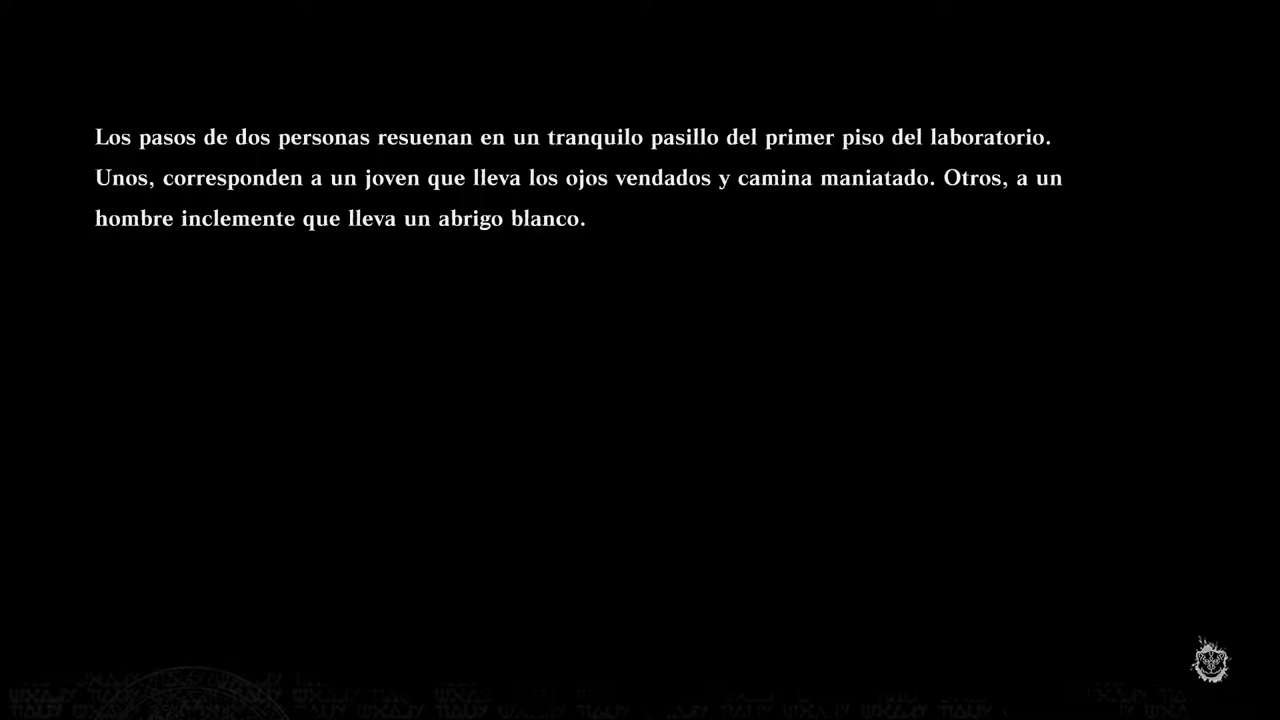 Los pasos de dos personas resuenan en un tranquilo pasillo del primer piso del laboratorio.
Unos, corresponden a un joven que lleva los ojos vendados y camina maniatado. Otros, a un
hombre inclemente que lleva un abrigo blanco.